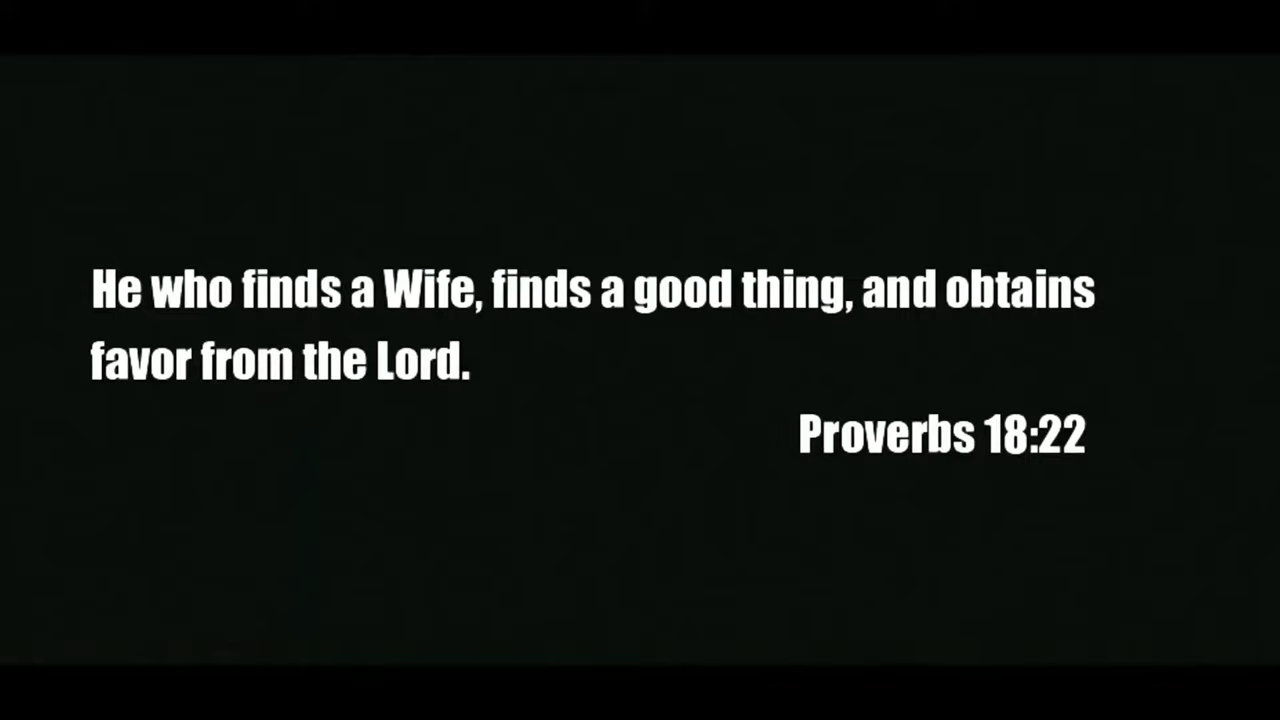 He who finds a Wife, finds a good thing, and obtains
favor from the Lord.
Proverbs 18:22